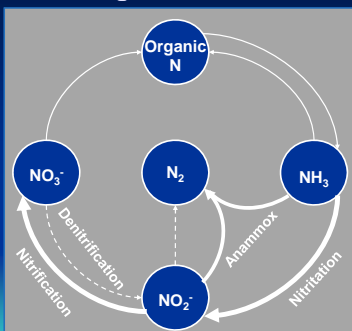 Organic
N
NO₃⁻
N₂
NH₃
Denitrification
Nitrification
Anammox
Nitritation
NO₂⁻